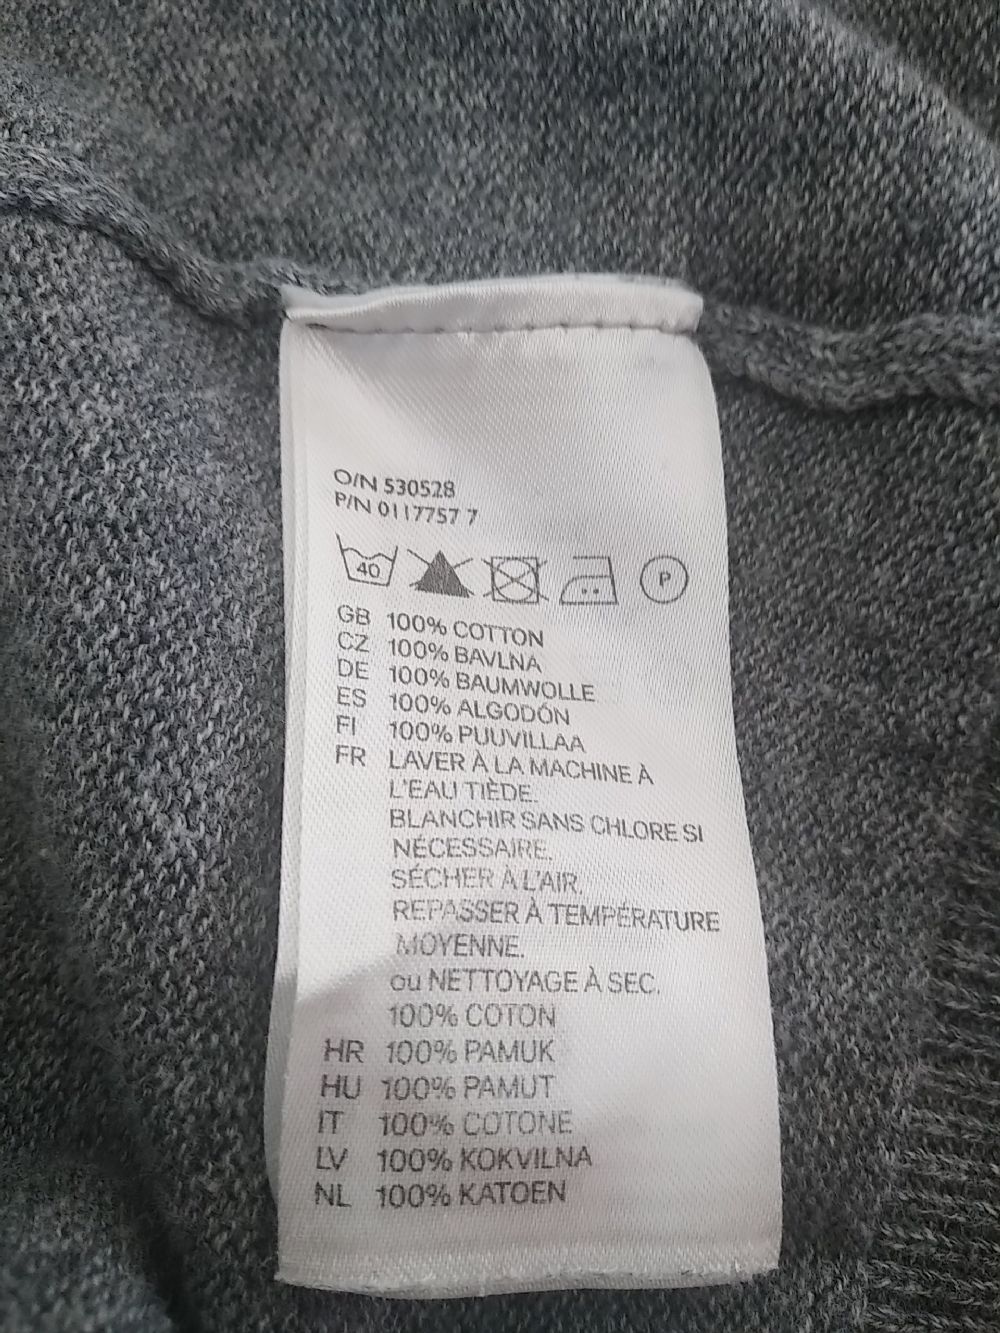 O/N 530528
P/N 0117757 7
40 P
GB 100% COTTON
CZ 100% BAVLNA
DE 100% BAUMWOLLE
ES 100% ALGODÓN
FI 100% PUUVILLAA
FR LAVER À LA MACHINE À
L'EAU TIÈDE.
BLANCHIR SANS CHLORE SI
NÉCESSAIRE.
SÉCHER À L'AIR.
REPASSER À TEMPÉRATURE
MOYENNE.
ou NETTOYAGE À SEC.
100% COTON
HR 100% PAMUK
HU 100% PAMUT
IT 100% COTONE
LV 100% KOKVILNA
NL 100% KATOEN